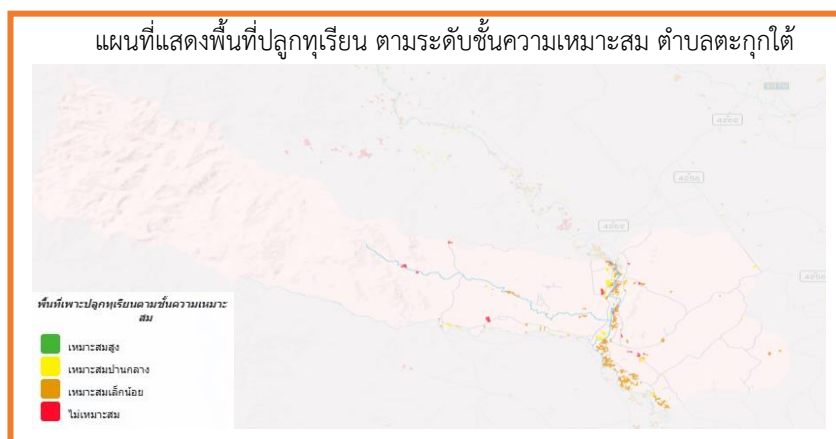 แผนที่แสดงพื้นที่ปลูกทุเรียน ตามระดับชั้นความเหมาะสม ตำบลตะกุกใต้
พื้นที่เพาะปลูกทุเรียนตามชั้นความเหมาะ
สม
เหมาะสมสูง
เหมาะสมปานกลาง
เหมาะสมเล็กน้อย
ไม่เหมาะสม